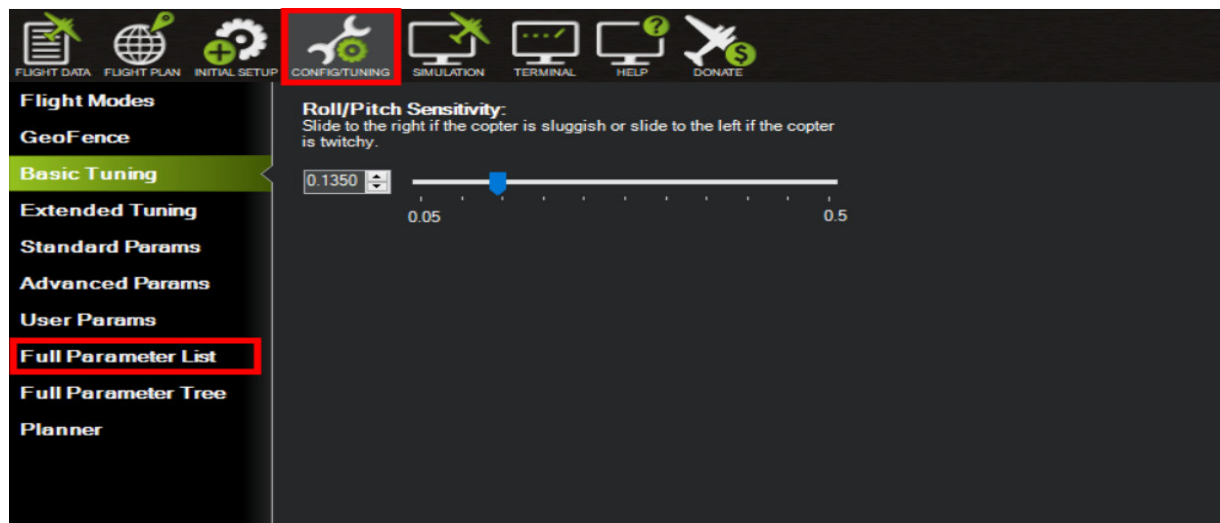 FLIGHT DATA FLIGHT PLAN INITIAL SETUP CONFIG/TUNING SIMULATION TERMINAL HELP DONATE
Flight Modes
GeoFence
Basic Tuning
Extended Tuning
Standard Params
Advanced Params
User Params
Full Parameter List
Full Parameter Tree
Planner
Roll/Pitch Sensitivity:
Slide to the right if the copter is sluggish or slide to the left if the copter
is twitchy.
0.1350
0.05 0.5